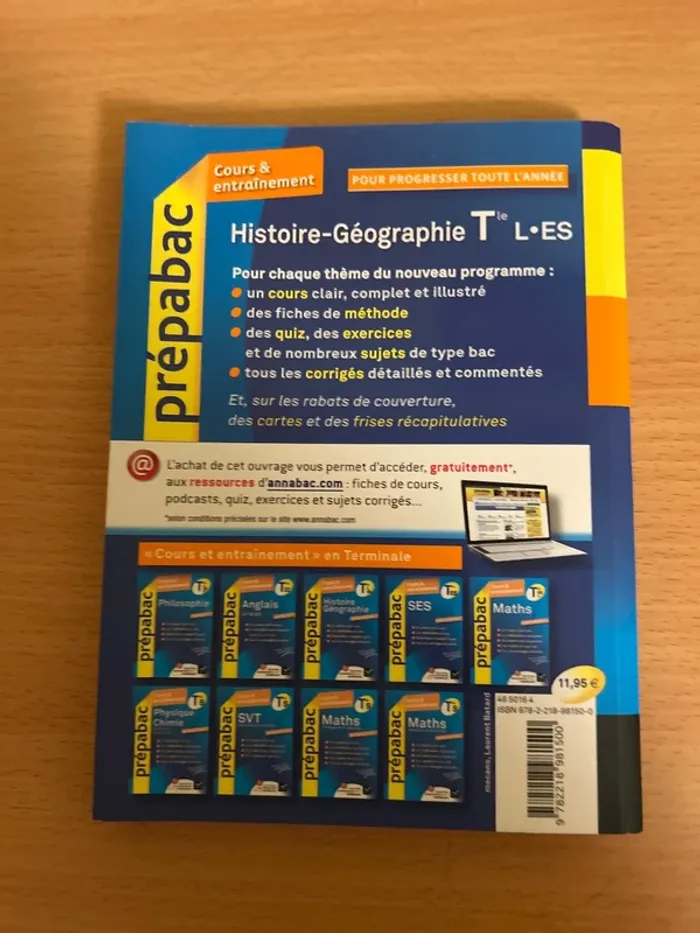 prépabac
Cours &
entraînement
POUR PROGRESSER TOUTE L'ANNÉE
Histoire-Géographie Tle L•ES
Pour chaque thème du nouveau programme :
un cours clair, complet et illustré
des fiches de méthode
des quiz, des exercices
et de nombreux sujets de type bac
tous les corrigés détaillés et commentés
Et, sur les rabats de couverture,
des cartes et des frises récapitulatives
@
L'achat de cet ouvrage vous permet d'accéder, gratuitement*,
aux ressources d'annabac.com : fiches de cours,
podcasts, quiz, exercices et sujets corrigés...
*selon conditions précisées sur le site www.annabac.com
« Cours et entraînement » en Terminale
prépabac
Philosophie
prépabac
Anglais
prépabac
Histoire
Géographie
prépabac
SES
prépabac
Maths
prépabac
Physique
Chimie
prépabac
SVT
prépabac
Maths
prépabac
Maths
11,95 €
46 5016 4
ISBN 978-2-218-98150-0
9 782218 981500
macano, Laurent Batard